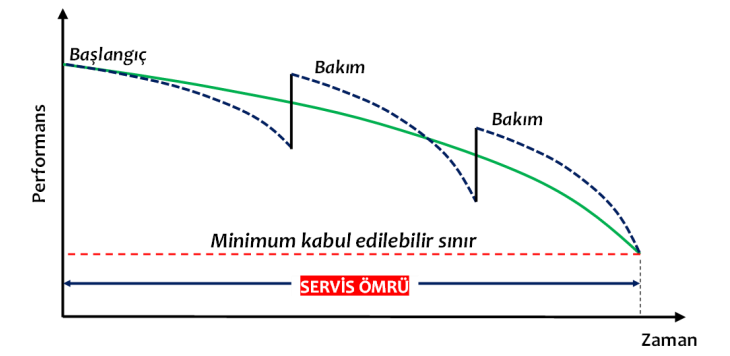 Başlangıç
Bakım
Bakım
Performans
Minimum kabul edilebilir sınır
SERVİS ÖMRÜ
Zaman